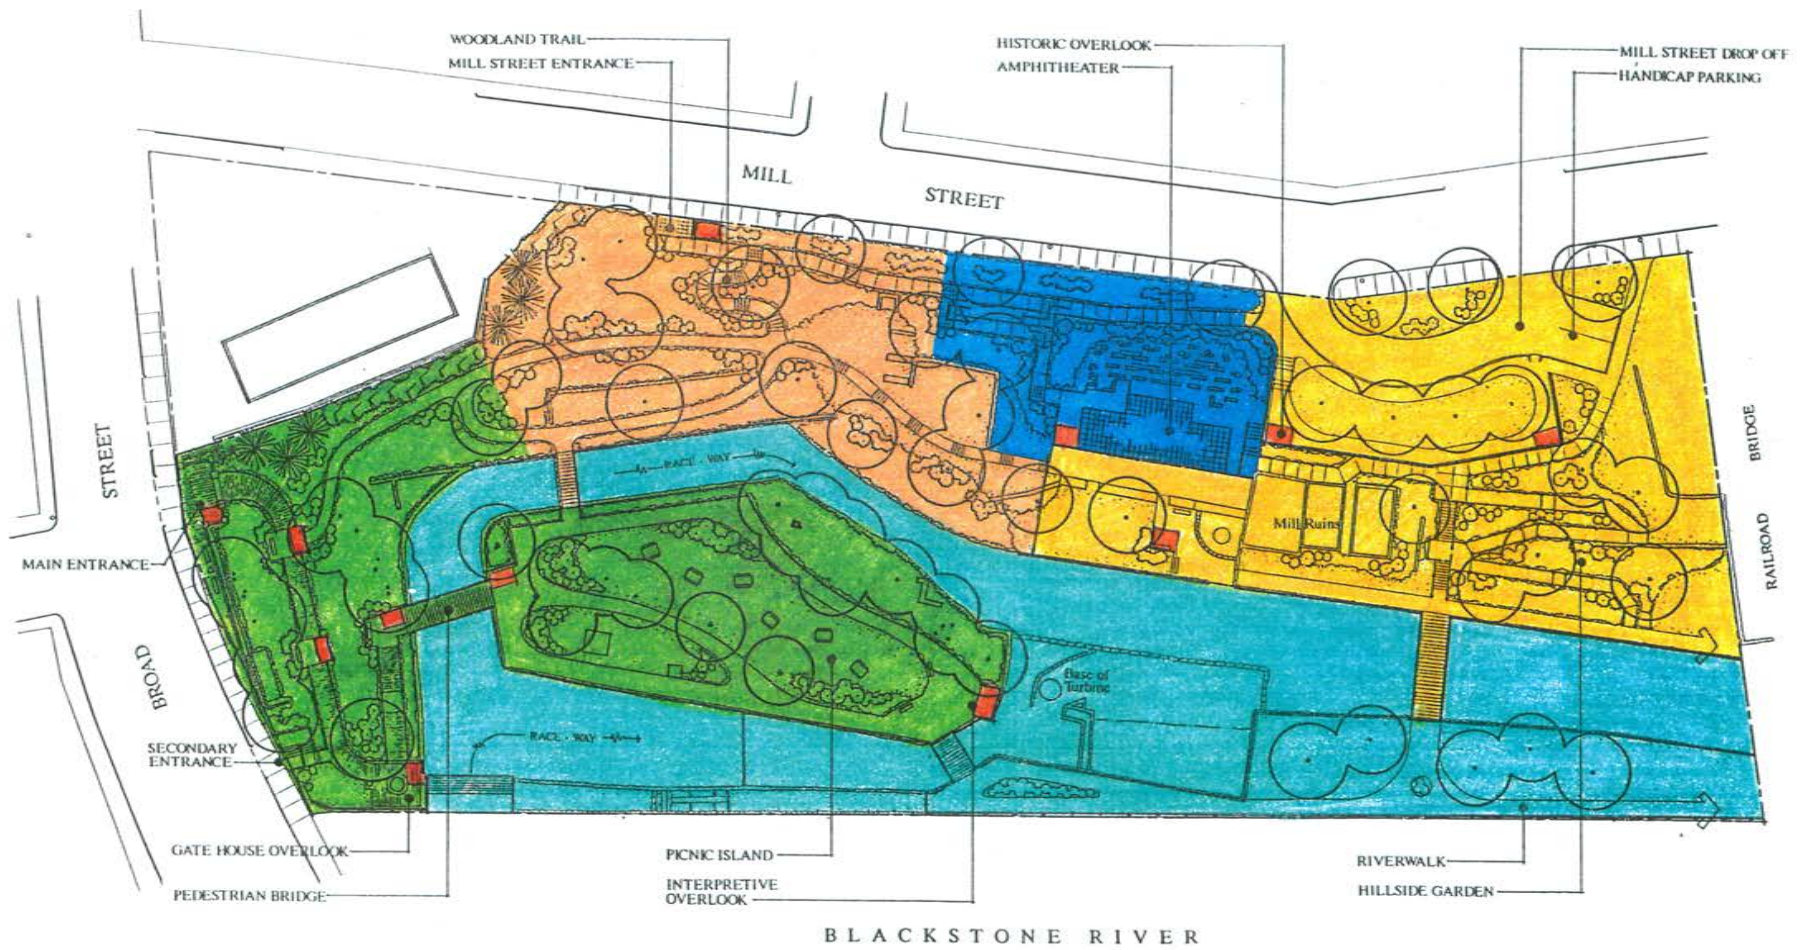 WOODLAND TRAIL
MILL STREET ENTRANCE
HISTORIC OVERLOOK
AMPHITHEATER
MILL STREET DROP OFF
HANDICAP PARKING
MILL STREET
STREET
BROAD
RACE - WAY
Mill Ruins
BRIDGE
RAILROAD
MAIN ENTRANCE
Base of
Turbine
RACE - WAY
SECONDARY
ENTRANCE
GATE HOUSE OVERLOOK
PEDESTRIAN BRIDGE
PICNIC ISLAND
INTERPRETIVE
OVERLOOK
RIVERWALK
HILLSIDE GARDEN
BLACKSTONE RIVER